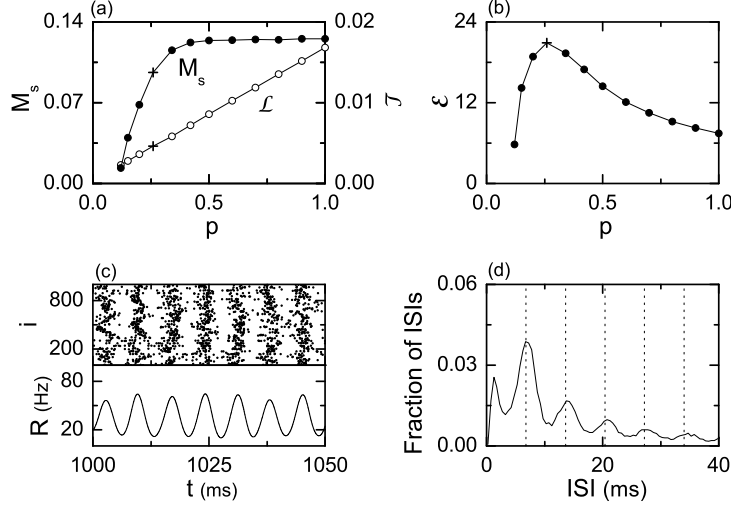 (a)
0.14
0.07
0.00
M_s
M_s
ℒ
0.02
0.01
0.00
𝒯
0.0
0.5
1.0
p
(b)
24
12
0
ℰ
0.0
0.5
1.0
p
(c)
800
200
i
80
20
R (Hz)
1000
1025
1050
t (ms)
(d)
0.06
0.03
0.00
Fraction of ISIs
0
20
40
ISI (ms)